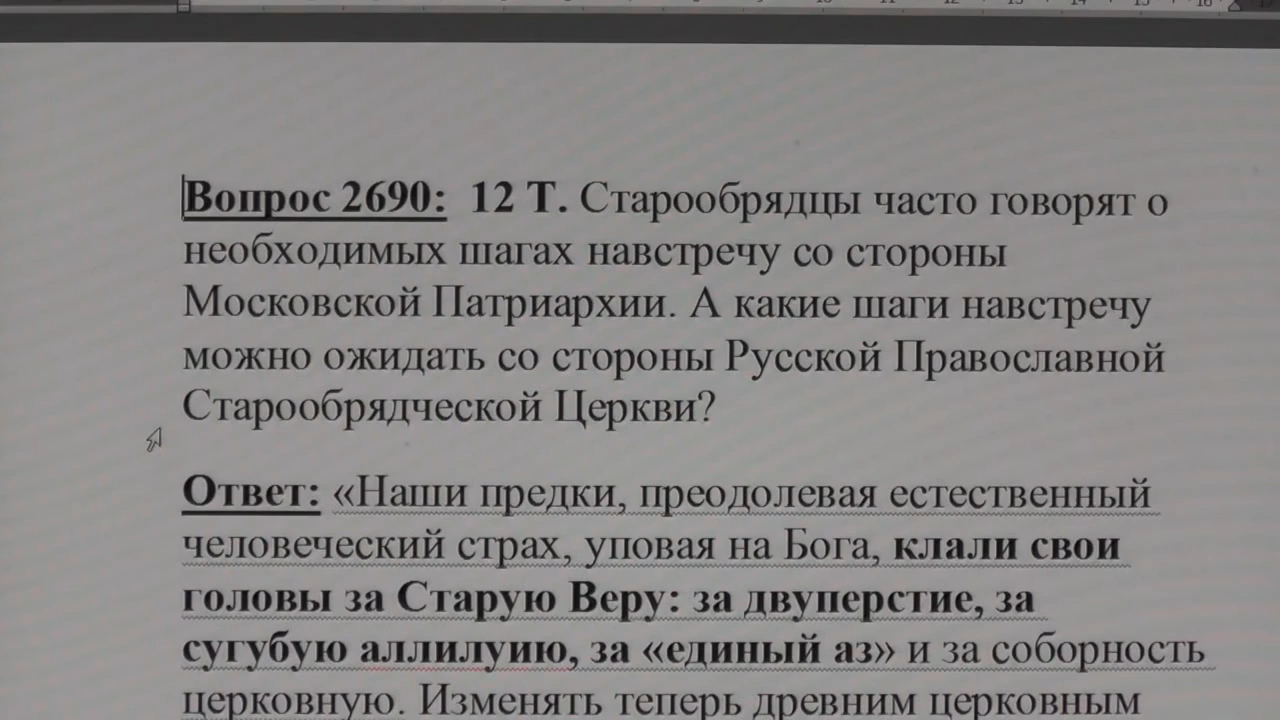 Вопрос 2690:  12 Т. Старообрядцы часто говорят о
необходимых шагах навстречу со стороны
Московской Патриархии. А какие шаги навстречу
можно ожидать со стороны Русской Православной
Старообрядческой Церкви?
Ответ: «Наши предки, преодолевая естественный
человеческий страх, уповая на Бога, клали свои
головы за Старую Веру: за двуперстие, за
сугубую аллилуию, за «единый аз» и за соборность
церковную. Изменять теперь древним церковным